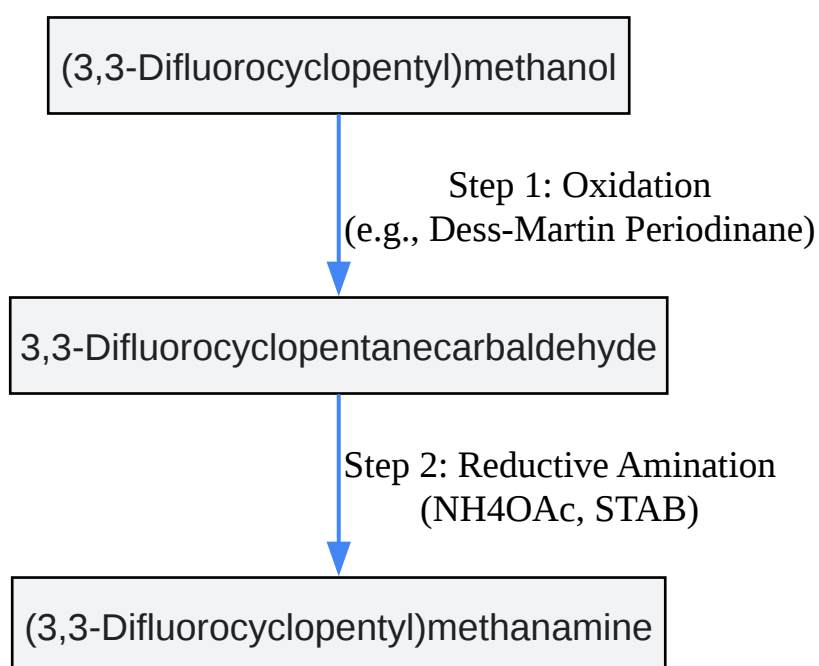 (3,3-Difluorocyclopentyl)methanol
Step 1: Oxidation
(e.g., Dess-Martin Periodinane)
3,3-Difluorocyclopentanecarbaldehyde
Step 2: Reductive Amination
(NH4OAc, STAB)
(3,3-Difluorocyclopentyl)methanamine